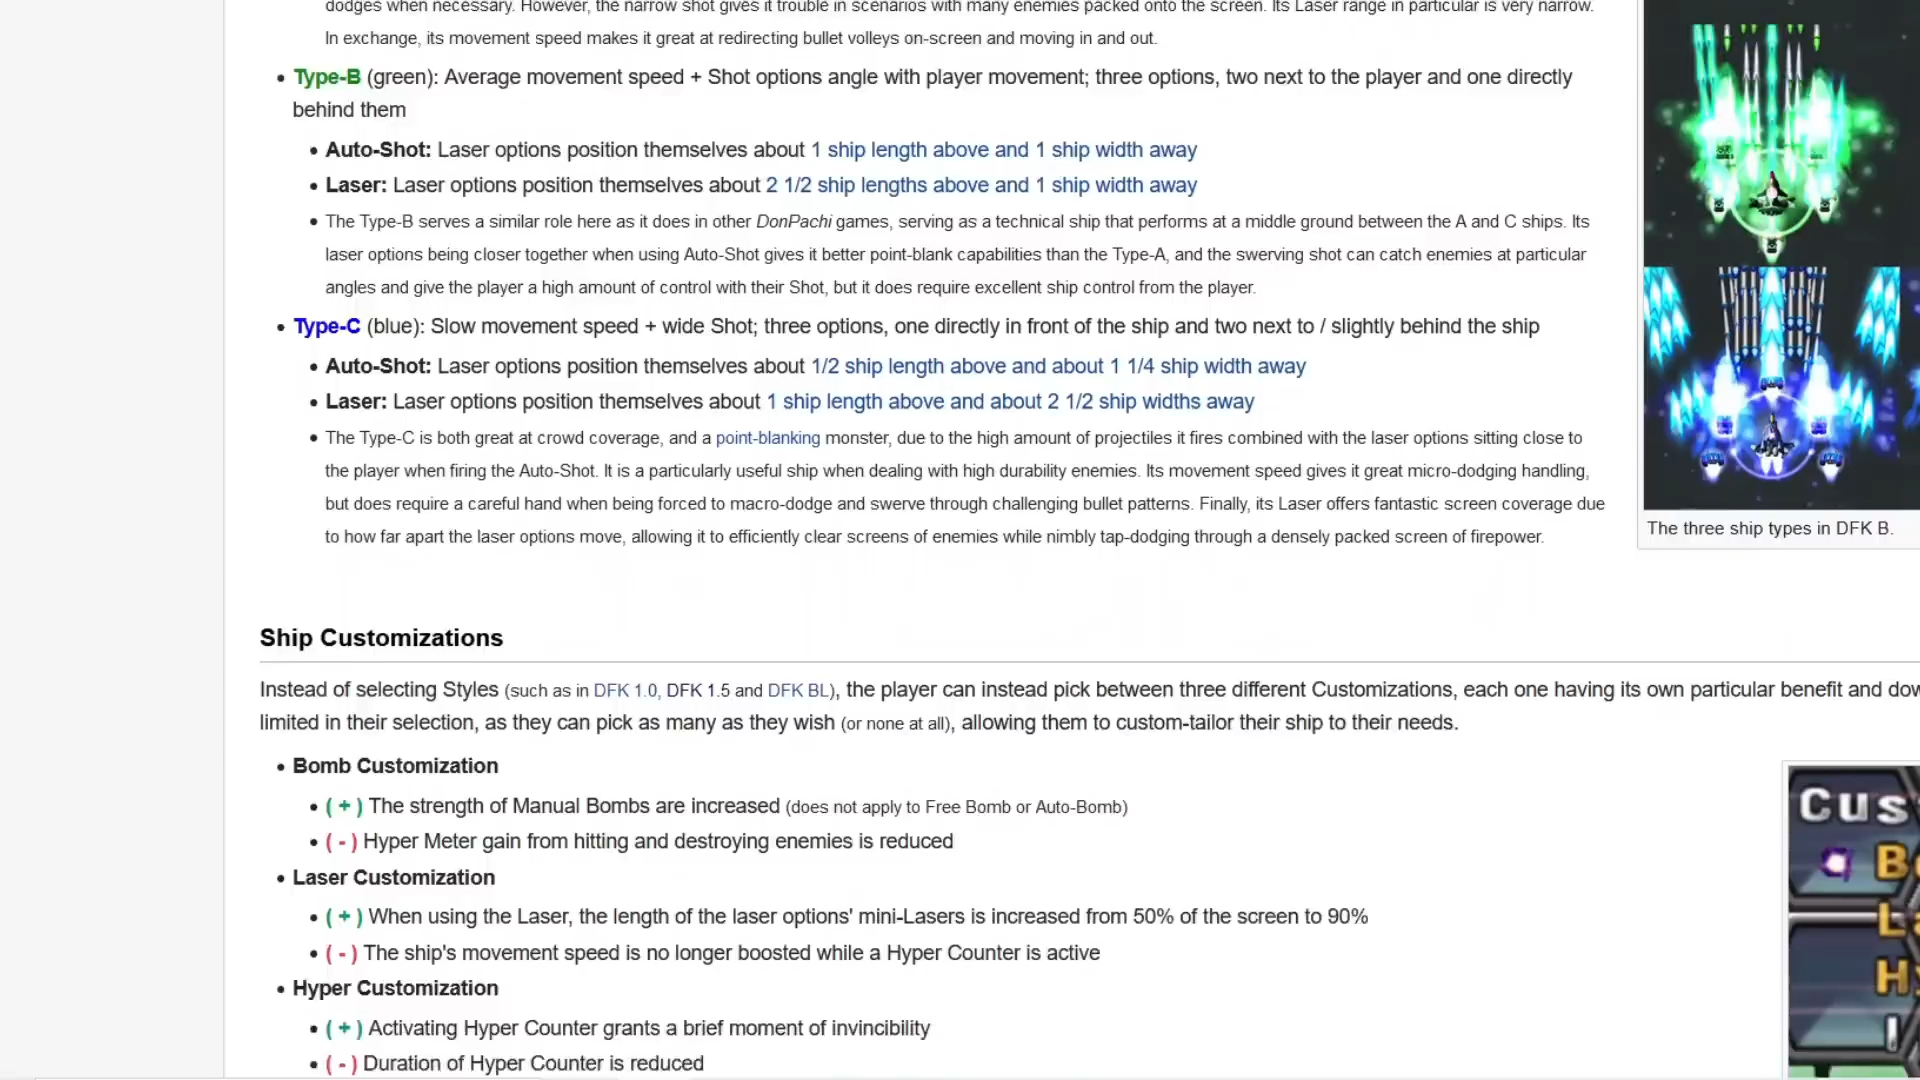 dodges when necessary. However, the narrow shot gives it trouble in scenarios with many enemies packed onto the screen. Its Laser range in particular is very narrow.
In exchange, its movement speed makes it great at redirecting bullet volleys on-screen and moving in and out.
• Type-B (green): Average movement speed + Shot options angle with player movement; three options, two next to the player and one directly
behind them
• Auto-Shot: Laser options position themselves about 1 ship length above and 1 ship width away
• Laser: Laser options position themselves about 2 1/2 ship lengths above and 1 ship width away
• The Type-B serves a similar role here as it does in other DonPachi games, serving as a technical ship that performs at a middle ground between the A and C ships. Its
laser options being closer together when using Auto-Shot gives it better point-blank capabilities than the Type-A, and the swerving shot can catch enemies at particular
angles and give the player a high amount of control with their Shot, but it does require excellent ship control from the player.
• Type-C (blue): Slow movement speed + wide Shot; three options, one directly in front of the ship and two next to / slightly behind the ship
• Auto-Shot: Laser options position themselves about 1/2 ship length above and about 1 1/4 ship width away
• Laser: Laser options position themselves about 1 ship length above and about 2 1/2 ship widths away
• The Type-C is both great at crowd coverage, and a point-blanking monster, due to the high amount of projectiles it fires combined with the laser options sitting close to
the player when firing the Auto-Shot. It is a particularly useful ship when dealing with high durability enemies. Its movement speed gives it great micro-dodging handling,
but does require a careful hand when being forced to macro-dodge and swerve through challenging bullet patterns. Finally, its Laser offers fantastic screen coverage due
to how far apart the laser options move, allowing it to efficiently clear screens of enemies while nimbly tap-dodging through a densely packed screen of firepower.
The three ship types in DFK B.
Ship Customizations
Instead of selecting Styles (such as in DFK 1.0, DFK 1.5 and DFK BL), the player can instead pick between three different Customizations, each one having its own particular benefit and dow
limited in their selection, as they can pick as many as they wish (or none at all), allowing them to custom-tailor their ship to their needs.
• Bomb Customization
• ( + ) The strength of Manual Bombs are increased (does not apply to Free Bomb or Auto-Bomb)
• ( - ) Hyper Meter gain from hitting and destroying enemies is reduced
• Laser Customization
• ( + ) When using the Laser, the length of the laser options' mini-Lasers is increased from 50% of the screen to 90%
• ( - ) The ship's movement speed is no longer boosted while a Hyper Counter is active
• Hyper Customization
• ( + ) Activating Hyper Counter grants a brief moment of invincibility
• ( - ) Duration of Hyper Counter is reduced
Cus